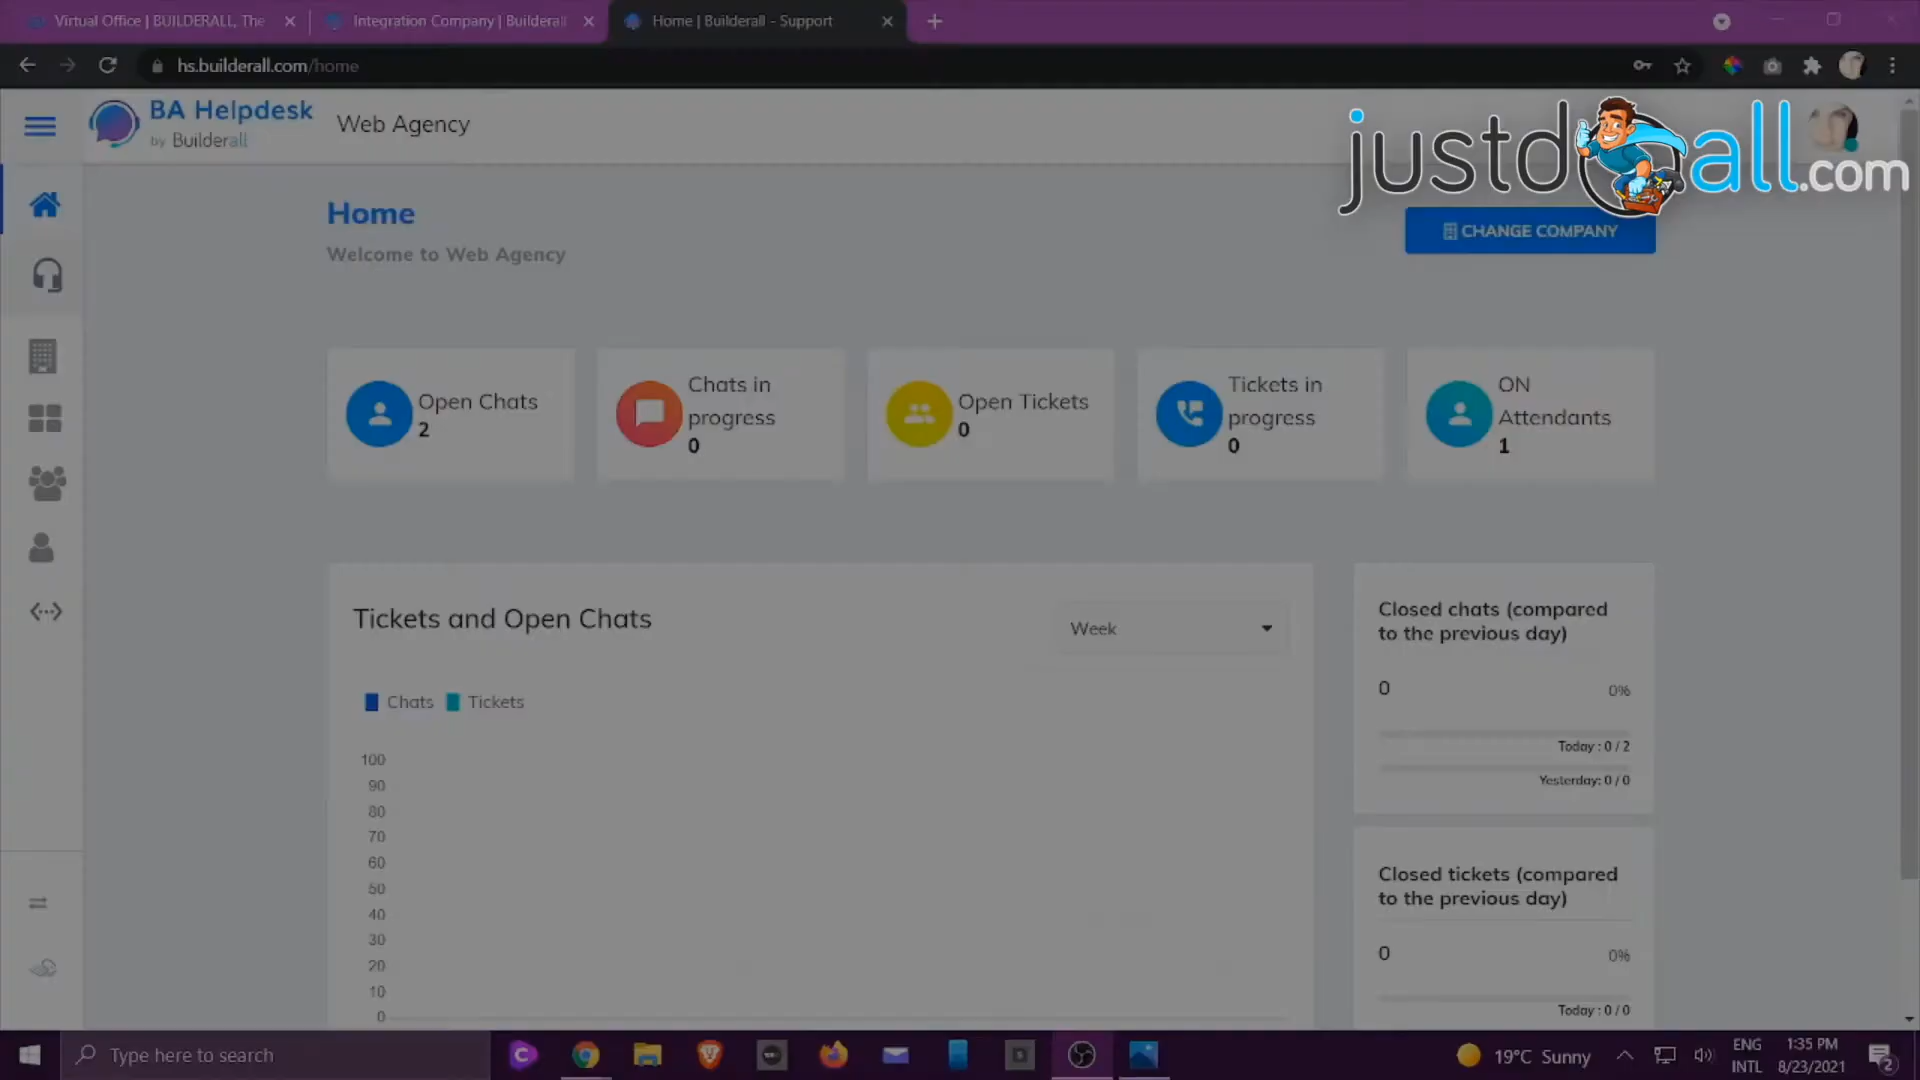 Virtual Office | BUILDERALL, The
Integration Company | Builderall
Home | Builderall - Support
hs.builderall.com/home
BA Helpdesk
by Builderall
Web Agency
justdoall.com
Home
Welcome to Web Agency
CHANGE COMPANY
Open Chats
2
Chats in
progress
0
Open Tickets
0
Tickets in
progress
0
ON
Attendants
1
Tickets and Open Chats
Week
Chats
Tickets
100
90
80
70
60
50
40
30
20
10
0
Closed chats (compared
to the previous day)
0
0%
Today : 0 / 2
Yesterday: 0 / 0
Closed tickets (compared
to the previous day)
0
0%
Today : 0 / 0
Type here to search
19°C Sunny
ENG
INTL
1:35 PM
8/23/2021
2